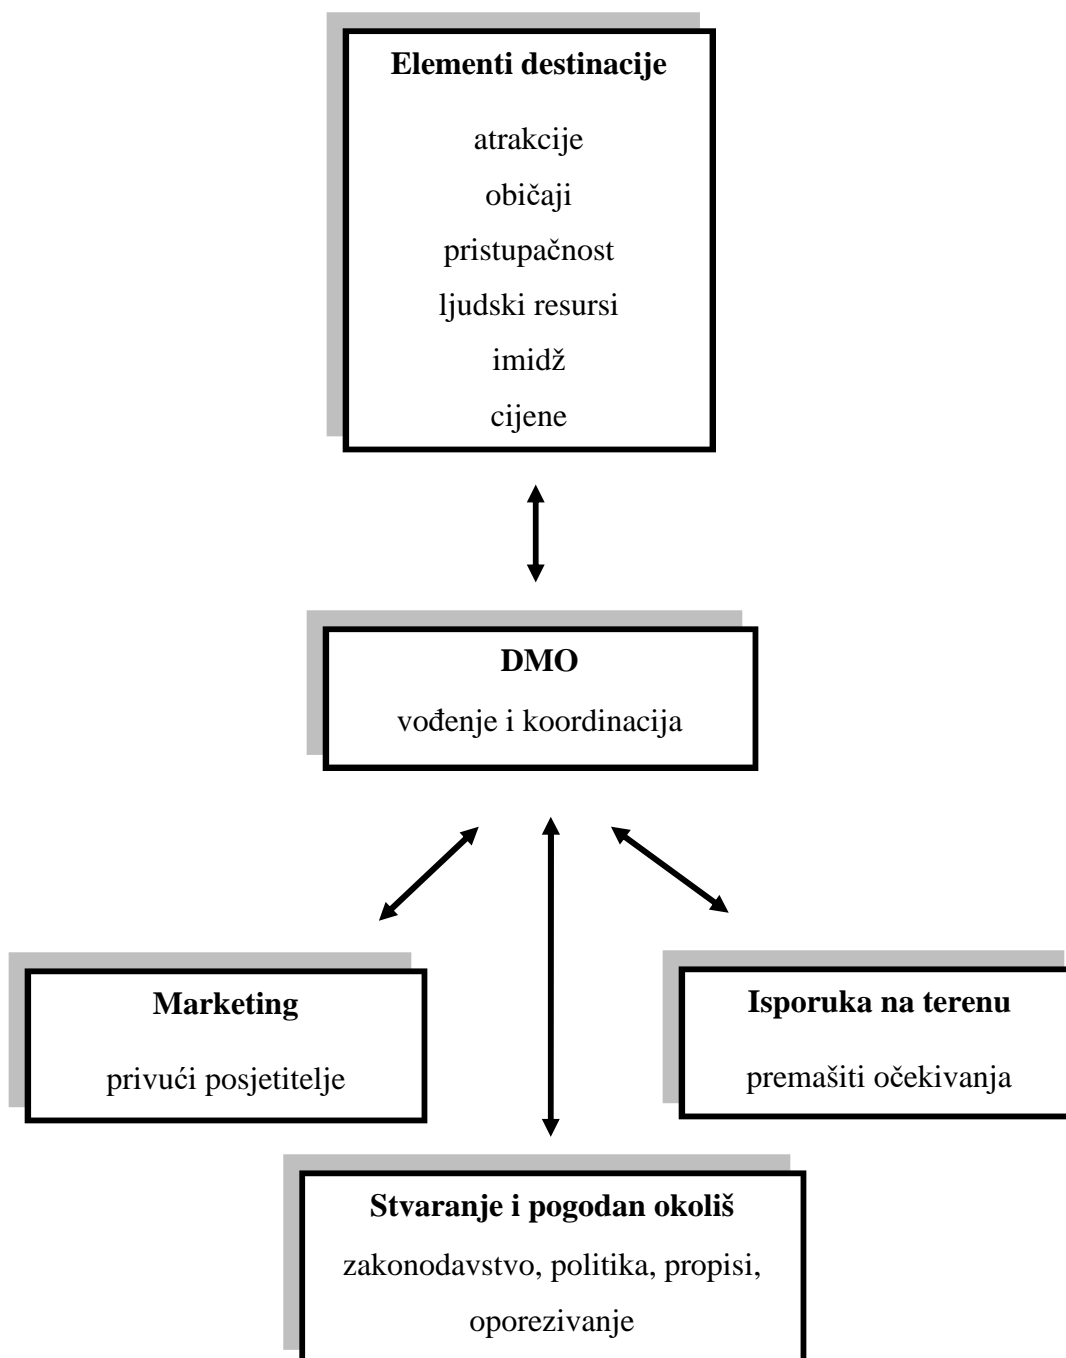 Elementi destinacije
atrakcije
običaji
pristupačnost
ljudski resursi
imidž
cijene
DMO
vođenje i koordinacija
Marketing
privući posjetitelje
Isporuka na terenu
premašiti očekivanja
Stvaranje i pogodan okoliš
zakonodavstvo, politika, propisi,
oporezivanje